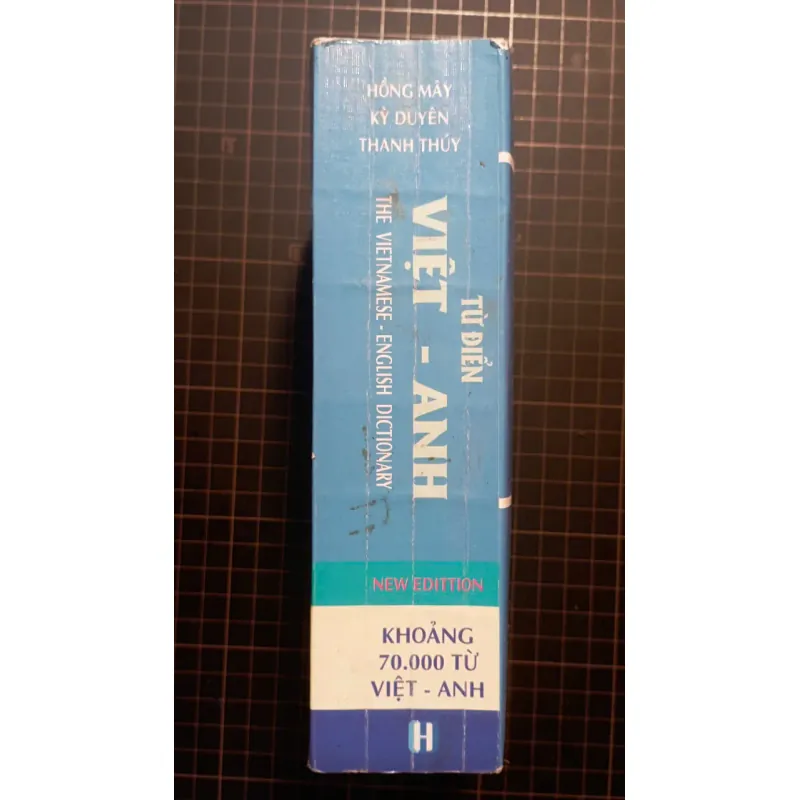 HỒNG MÂY
KỲ DUYÊN
THANH THÚY
TỪ ĐIỂN
VIỆT - ANH
THE VIETNAMESE - ENGLISH DICTIONARY
NEW EDITTION
KHOẢNG
70.000 TỪ
VIỆT - ANH
H